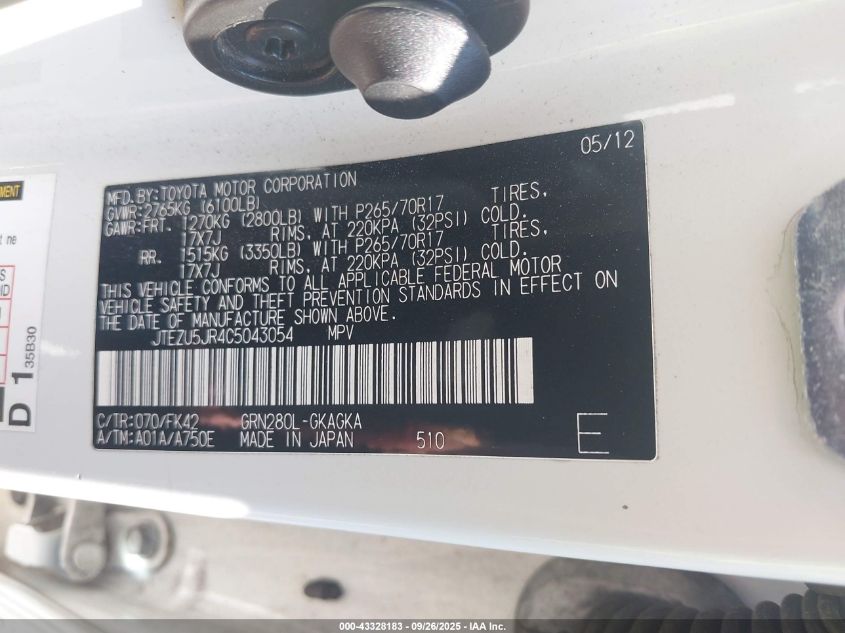 05/12
MFD. BY: TOYOTA MOTOR CORPORATION
GVWR: 2765KG (6100LB)
GAWR: FRT. 1270KG (2800LB) WITH P265/70R17 TIRES,
17X7J RIMS, AT 220KPA (32PSI) COLD.
RR. 1515KG (3350LB) WITH P265/70R17 TIRES,
17X7J RIMS, AT 220KPA (32PSI) COLD.
THIS VEHICLE CONFORMS TO ALL APPLICABLE FEDERAL MOTOR
VEHICLE SAFETY AND THEFT PREVENTION STANDARDS IN EFFECT ON
THE DATE OF MANUFACTURE SHOWN ABOVE.
JTEZU5JR4C5043054 MPV
C/TR: 070/FK42 GRN280L-GKAGKA
A/TM: A01A/A750E MADE IN JAPAN 510 E
D 1 35B30
000-43328183 - 09/26/2025 - IAA Inc.